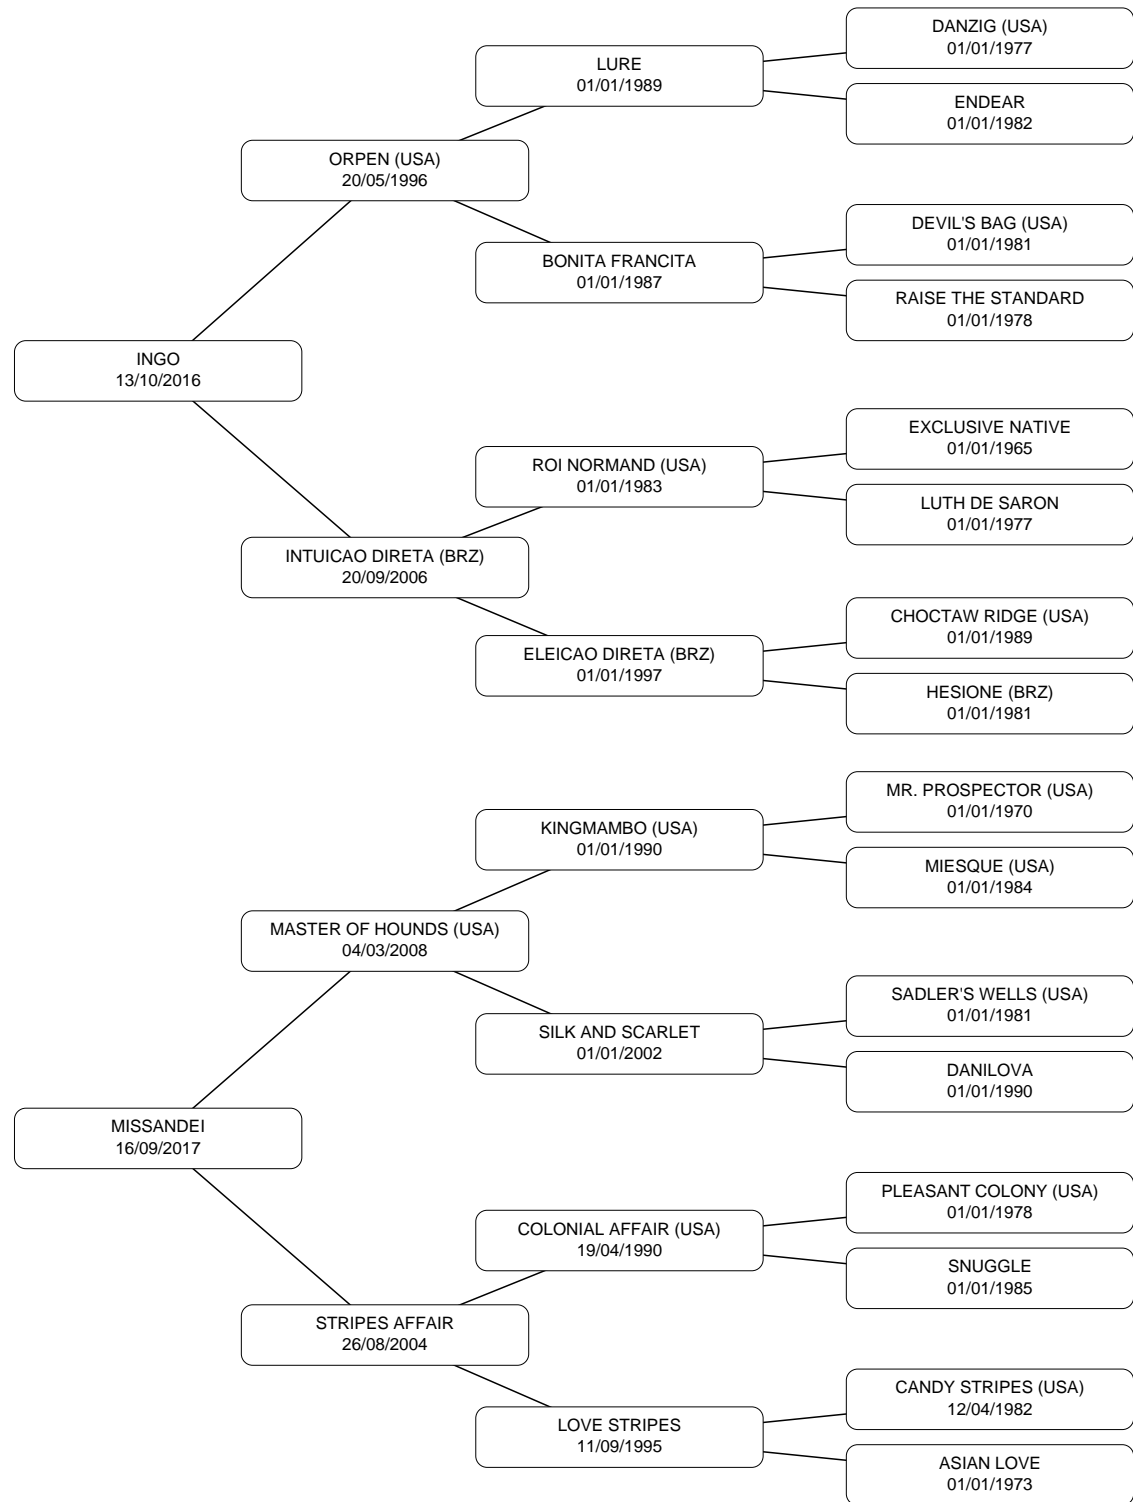 DANZIG (USA)
01/01/1977
LURE
01/01/1989
ENDEAR
01/01/1982
ORPEN (USA)
20/05/1996
DEVIL'S BAG (USA)
01/01/1981
BONITA FRANCITA
01/01/1987
RAISE THE STANDARD
01/01/1978
INGO
13/10/2016
EXCLUSIVE NATIVE
01/01/1965
ROI NORMAND (USA)
01/01/1983
LUTH DE SARON
01/01/1977
INTUICAO DIRETA (BRZ)
20/09/2006
CHOCTAW RIDGE (USA)
01/01/1989
ELEICAO DIRETA (BRZ)
01/01/1997
HESIONE (BRZ)
01/01/1981
MR. PROSPECTOR (USA)
01/01/1970
KINGMAMBO (USA)
01/01/1990
MIESQUE (USA)
01/01/1984
MASTER OF HOUNDS (USA)
04/03/2008
SADLER'S WELLS (USA)
01/01/1981
SILK AND SCARLET
01/01/2002
DANILOVA
01/01/1990
MISSANDEI
16/09/2017
PLEASANT COLONY (USA)
01/01/1978
COLONIAL AFFAIR (USA)
19/04/1990
SNUGGLE
01/01/1985
STRIPES AFFAIR
26/08/2004
CANDY STRIPES (USA)
12/04/1982
LOVE STRIPES
11/09/1995
ASIAN LOVE
01/01/1973